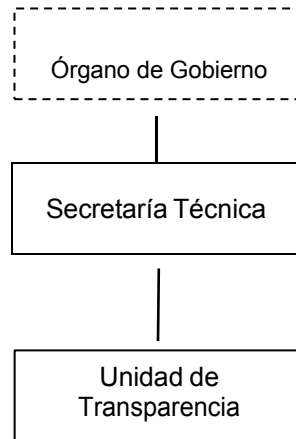 Órgano de Gobierno
Secretaría Técnica
Unidad de
Transparencia